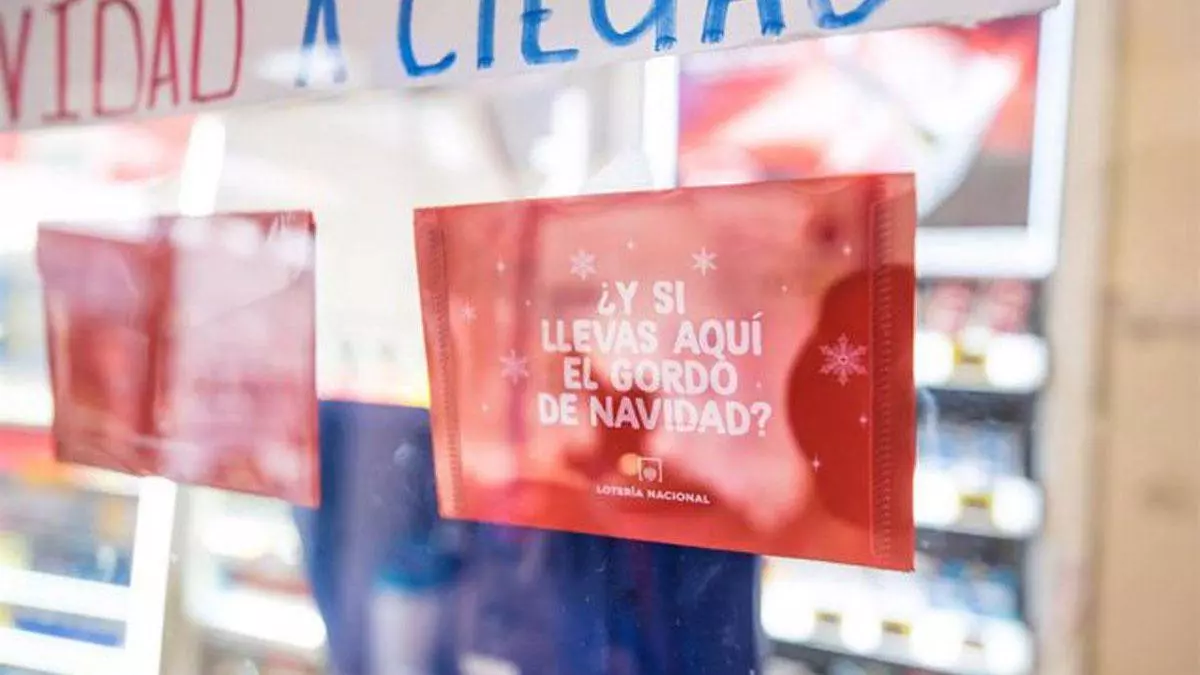 VIDAD A CIEGAS
¿Y SI
LLEVAS AQUÍ
EL GORDO
DE NAVIDAD?
LOTERÍA NACIONAL